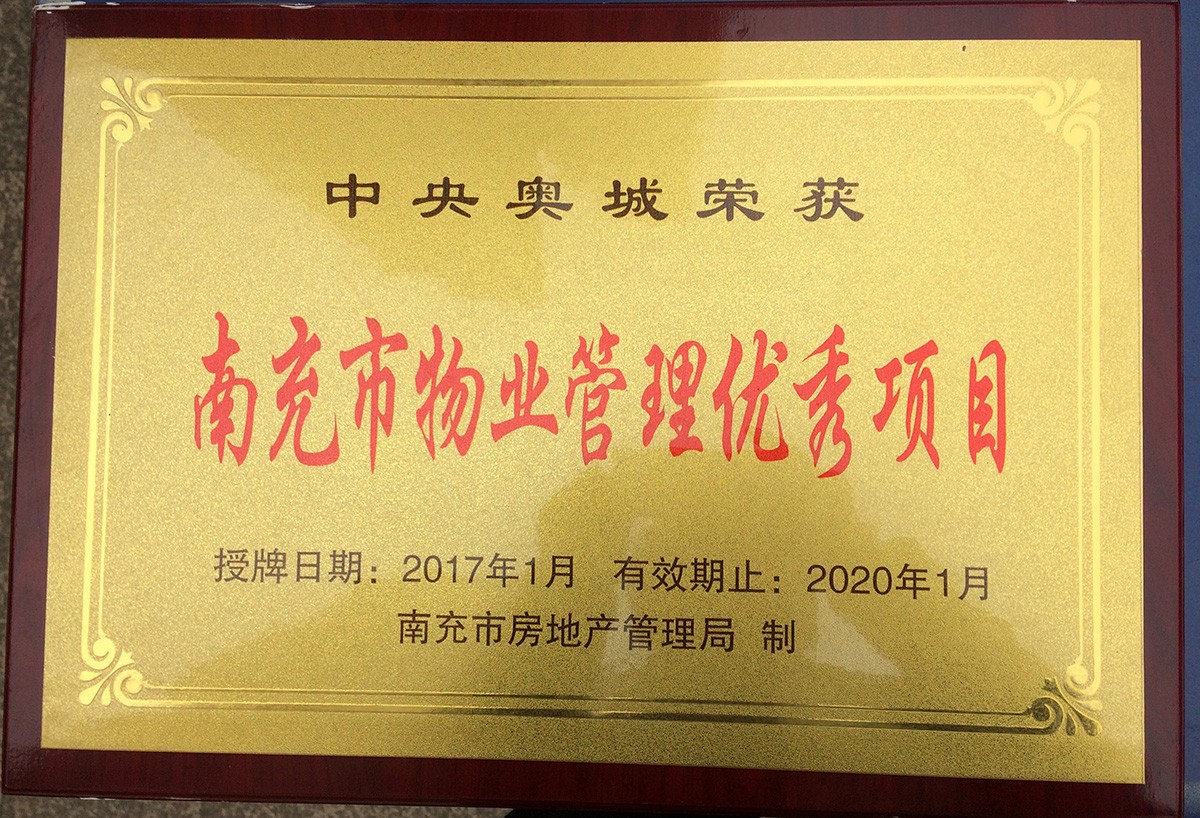 中央奥城荣获
南充市物业管理优秀项目
授牌日期：2017年1月 有效期止：2020年1月
南充市房地产管理局 制